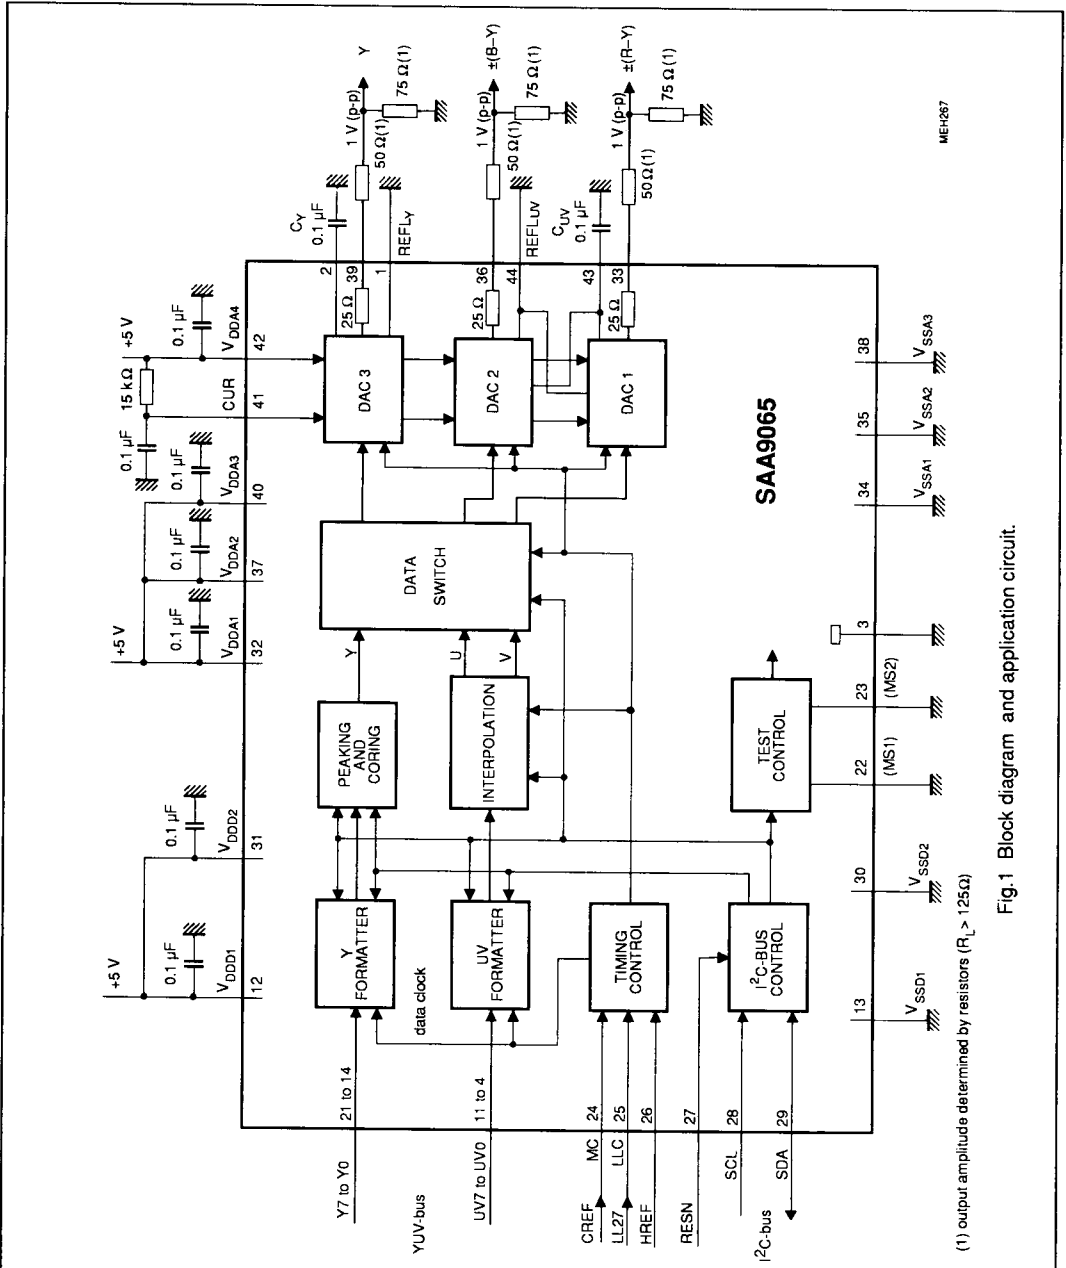 +5 V
0.1 µF
VDDD1
12
0.1 µF
VDDD2
31
+5 V
0.1 µF
VDDA1
32
0.1 µF
VDDA2
37
0.1 µF
VDDA3
40
0.1 µF
15 kΩ
CUR
41
+5 V
0.1 µF
VDDA4
42
Y7 to Y0
21 to 14
YUV-bus
UV7 to UV0
11 to 4
data clock
Y
FORMATTER
UV
FORMATTER
PEAKING
AND
CORING
INTERPOLATION
Y
U
V
DATA
SWITCH
DAC 3
DAC 2
DAC 1
25 Ω
25 Ω
25 Ω
2
CY
0.1 µF
39
50 Ω(1)
1 V (p-p)
Y
75 Ω(1)
1
REFLY
36
50 Ω(1)
1 V (p-p)
±(B–Y)
75 Ω(1)
44
REFLUV
43
CUV
0.1 µF
33
50 Ω(1)
1 V (p-p)
±(R–Y)
75 Ω(1)
CREF
MC
24
LL27
LLC
25
HREF
26
TIMING
CONTROL
RESN
27
SCL
28
SDA
29
I²C-bus
I²C-BUS
CONTROL
TEST
CONTROL
SAA9065
13
VSSD1
30
VSSD2
22
(MS1)
23
(MS2)
3
34
VSSA1
35
VSSA2
38
VSSA3
MEH267
(1) output amplitude determined by resistors (RL > 125Ω)
Fig.1 Block diagram and application circuit.